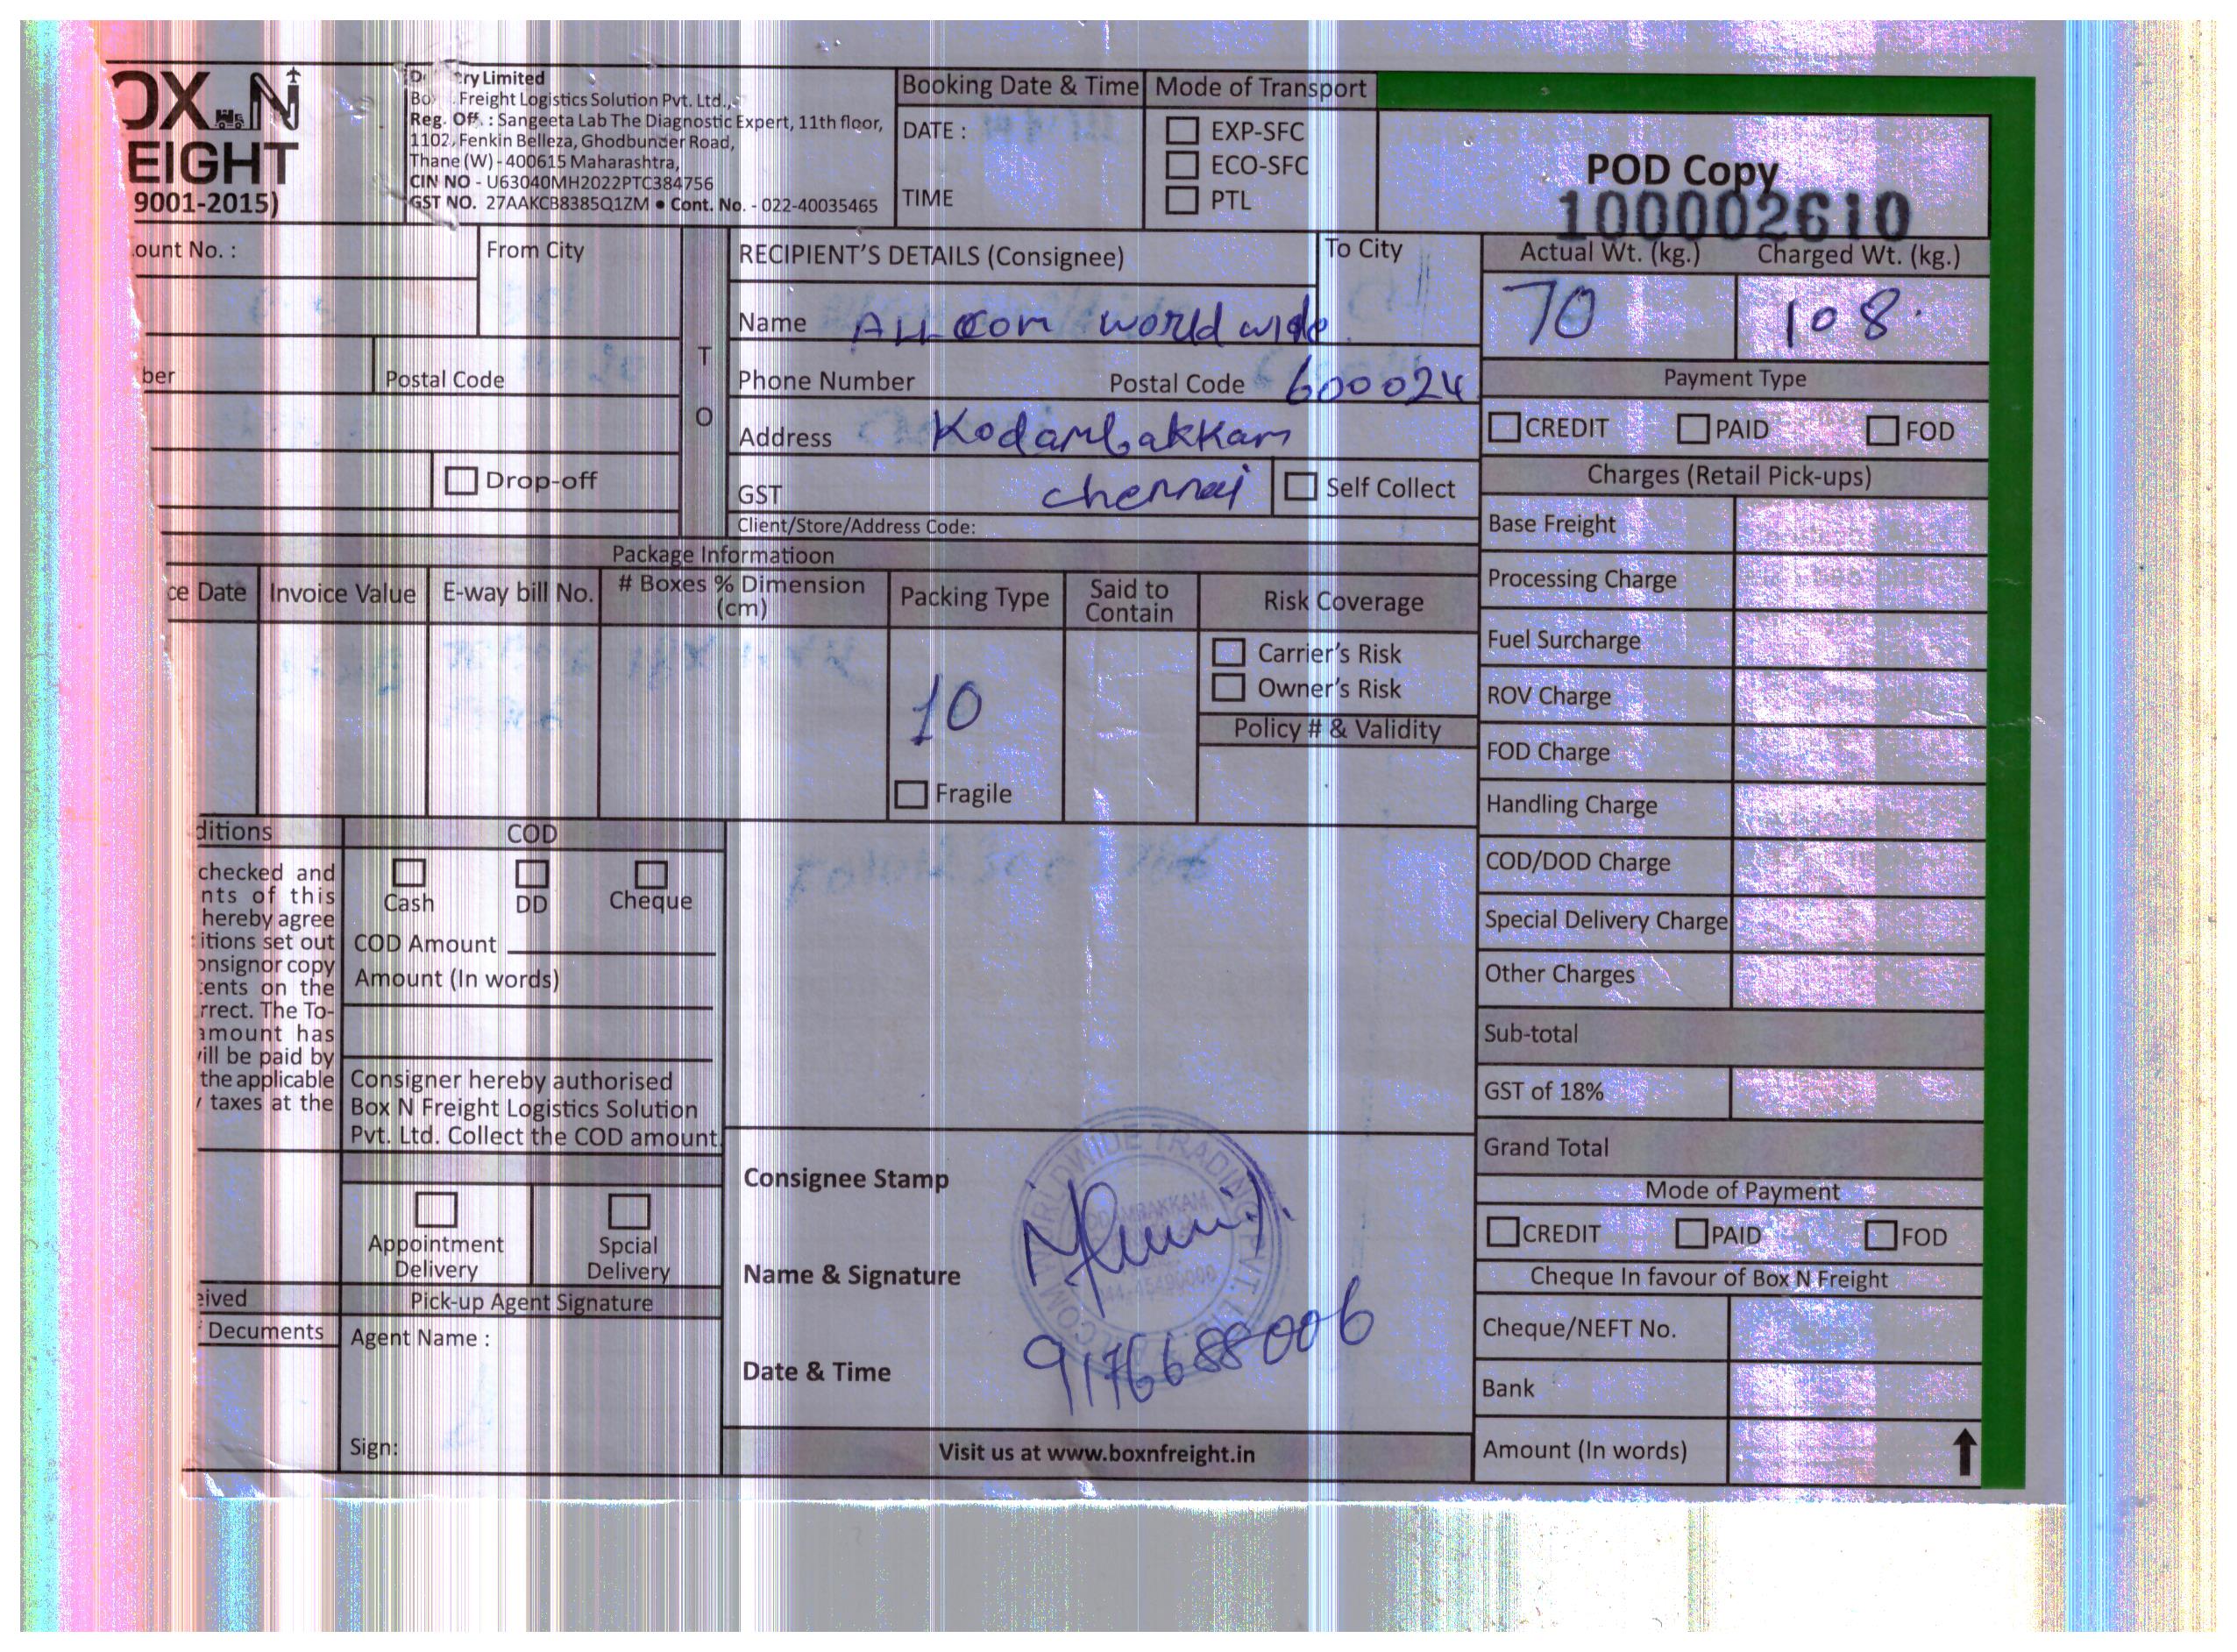 OX N
EIGHT
9001-2015)
ry Limited
Freight Logistics Solution Pvt. Ltd.,
Reg. Off. : Sangeeta Lab The Diagnostic Expert, 11th floor,
1102, Fenkin Belleza, Ghodbunder Road,
Thane (W) - 400615 Maharashtra,
CIN NO - U63040MH2022PTC384756
GST NO. 27AAKCB8385Q1ZM • Cont. No. - 022-40035465
Booking Date & Time
DATE :
TIME
Mode of Transport
EXP-SFC
ECO-SFC
PTL
POD Copy
100002610
ount No. :
From City
ber
Postal Code
Drop-off
T
O
RECIPIENT'S DETAILS (Consignee)
To City
Name ALLCOM world wide
Phone Number Postal Code 600024
Address Kodambakkam
GST chennai
Self Collect
Client/Store/Address Code:
Actual Wt. (kg.) Charged Wt. (kg.)
70 108
Payment Type
CREDIT PAID FOD
Charges (Retail Pick-ups)
Base Freight
Processing Charge
Fuel Surcharge
ROV Charge
FOD Charge
Handling Charge
COD/DOD Charge
Special Delivery Charge
Other Charges
Sub-total
GST of 18%
Grand Total
Mode of Payment
CREDIT PAID FOD
Cheque In favour of Box N Freight
Cheque/NEFT No.
Bank
Amount (In words)
Package Informatioon
ce Date
Invoice Value
E-way bill No.
# Boxes % Dimension
(cm)
Packing Type
10
Fragile
Said to
Contain
Risk Coverage
Carrier's Risk
Owner's Risk
Policy # & Validity
ditions
checked and
nts of this
hereby agree
itions set out
onsignor copy
ents on the
rrect. The To-
amount has
ill be paid by
the applicable
taxes at the
COD
Cash DD Cheque
COD Amount
Amount (In words)
Consigner hereby authorised
Box N Freight Logistics Solution
Pvt. Ltd. Collect the COD amount
Appointment
Delivery
Spcial
Delivery
eived
Decuments
Pick-up Agent Signature
Agent Name :
Sign:
Consignee Stamp
WORLDWIDE TRADING PVT.
KODAMBAKKAM
Name & Signature
Date & Time
9176688006
Visit us at www.boxnfreight.in